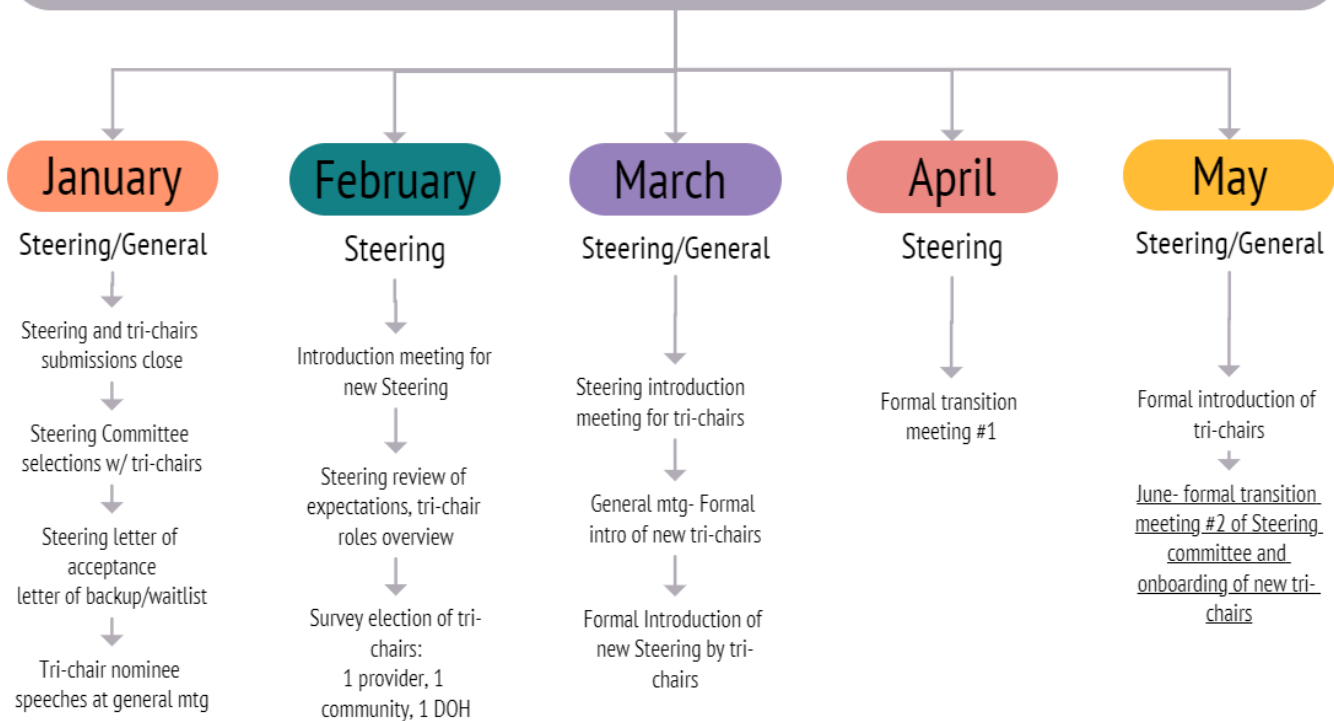 January
Steering/General
Steering and tri-chairs
submissions close
Steering Committee
selections w/ tri-chairs
Steering letter of
acceptance
letter of backup/waitlist
Tri-chair nominee
speeches at general mtg
February
Steering
Introduction meeting for
new Steering
Steering review of
expectations, tri-chair
roles overview
Survey election of tri-
chairs:
1 provider, 1
community, 1 DOH
March
Steering/General
Steering introduction
meeting for tri-chairs
General mtg- Formal
intro of new tri-chairs
Formal Introduction of
new Steering by tri-
chairs
April
Steering
Formal transition
meeting #1
May
Steering/General
Formal introduction of
tri-chairs
June- formal transition
meeting #2 of Steering
committee and
onboarding of new tri-
chairs